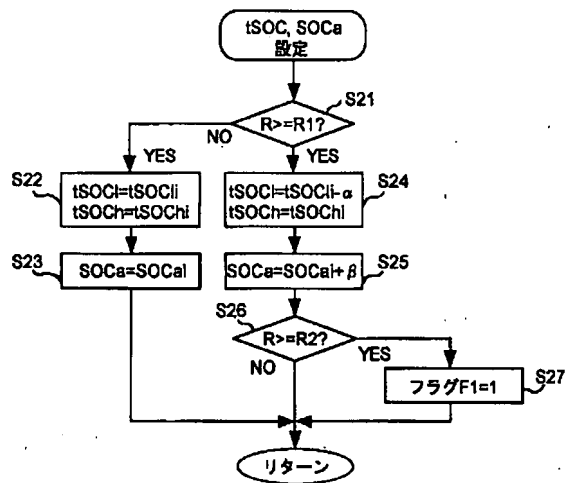 tSOC, SOCa
設定
S21
R>=R1?
NO
YES
YES
S22
tSOCl=tSOCli
tSOCh=tSOChi
S24
tSOCl=tSOCli-α
tSOCh=tSOChi
S23
SOCa=SOCai
SOCa=SOCai+β
S25
S26
R>=R2?
YES
NO
フラグF1=1
S27
リターン